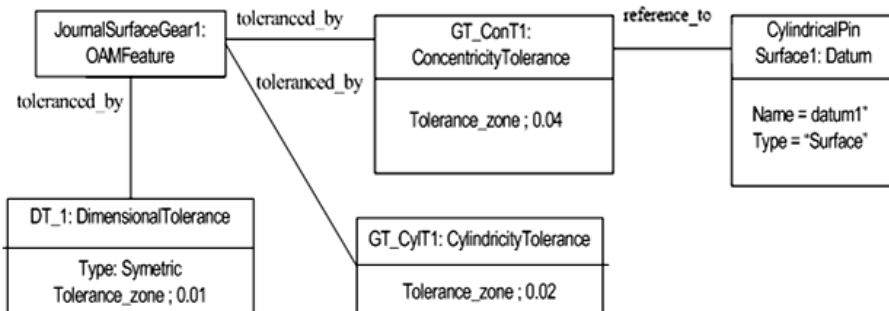 JournalSurfaceGear1:
OAMFeature
toleranced_by
GT_ConT1:
ConcentricityTolerance
Tolerance_zone ; 0.04
reference_to
CylindricalPin
Surface1: Datum
Name = datum1"
Type = "Surface"
toleranced_by
toleranced_by
DT_1: DimensionalTolerance
Type: Symetric
Tolerance_zone ; 0.01
GT_CylT1: CylindricityTolerance
Tolerance_zone ; 0.02